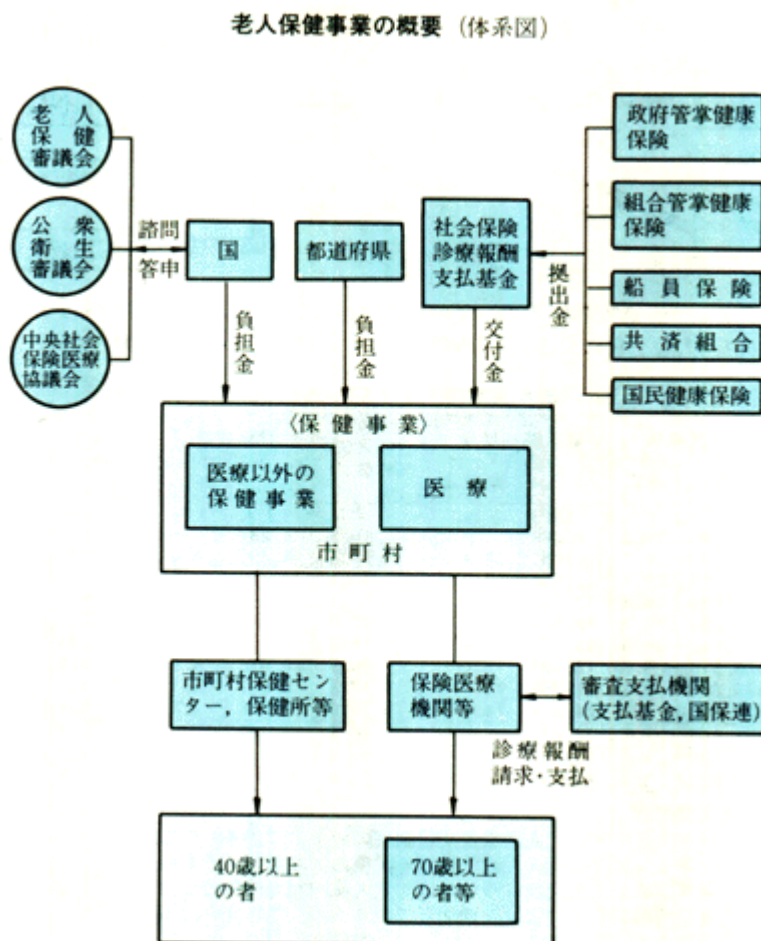 老人保健事業の概要 (体系図)
老人
保健
審議会
公衆
衛生
審議会
中央社会
保険医療
協議会
諮問
答申
国
都道府県
社会保険
診療報酬
支払基金
政府管掌健康
保険
組合管掌健康
保険
船員保険
共済組合
国民健康保険
拠出金
負担金
負担金
交付金
〈保健事業〉
医療以外の
保健事業
医療
市町村
市町村保健セン
ター，保健所等
保険医療
機関等
審査支払機関
(支払基金,国保連)
診療報酬
請求・支払
40歳以上
の者
70歳以上
の者等